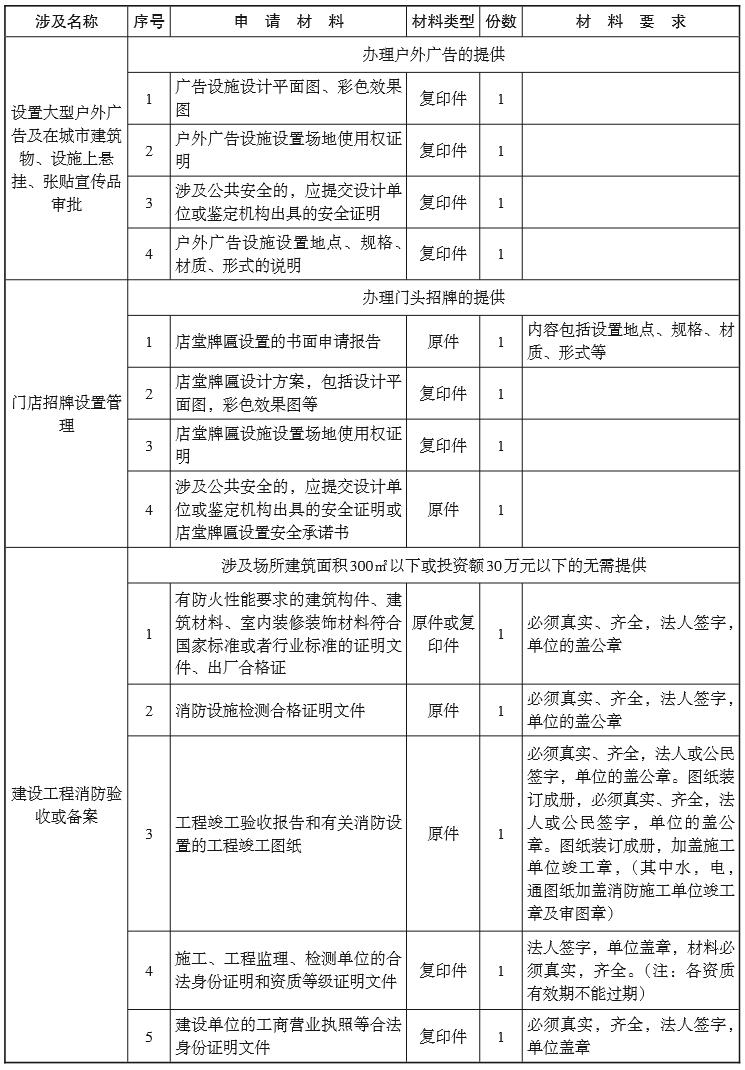 涉及名称 序号 申请材料 材料类型 份数 材料要求
设置大型户外广
告及在城市建筑
物、设施上悬
挂、张贴宣传品
审批
办理户外广告的提供
1 广告设施设计平面图、彩色效果
图 复印件 1
2 户外广告设施设置场地使用权证
明 复印件 1
3 涉及公共安全的，应提交设计单
位或鉴定机构出具的安全证明 复印件 1
4 户外广告设施设置地点、规格、
材质、形式的说明 复印件 1
门店招牌设置管
理
办理门头招牌的提供
1 店堂牌匾设置的书面申请报告 原件 1 内容包括设置地点、规格、材
质、形式等
2 店堂牌匾设计方案，包括设计平
面图，彩色效果图等 复印件 1
3 店堂牌匾设施设置场地使用权证
明 复印件 1
4 涉及公共安全的，应提交设计单
位或鉴定机构出具的安全证明或
店堂牌匾设置安全承诺书 原件 1
建设工程消防验
收或备案
涉及场所建筑面积300㎡以下或投资额30万元以下的无需提供
1 有防火性能要求的建筑构件、建
筑材料、室内装修装饰材料符合
国家标准或者行业标准的证明文
件、出厂合格证
原件或复
印件 1
必须真实、齐全，法人签字，
单位的盖公章
2 消防设施检测合格证明文件 原件 1 必须真实、齐全，法人签字，
单位的盖公章
3 工程竣工验收报告和有关消防设
置的工程竣工图纸 原件 1
必须真实、齐全，法人或公民
签字，单位的盖公章。图纸装
订成册，必须真实、齐全，法
人或公民签字，单位的盖公
章。图纸装订成册，加盖施工
单位竣工章，（其中水，电，
通图纸加盖消防施工单位竣工
章及审图章）
4 施工、工程监理、检测单位的合
法身份证明和资质等级证明文件 复印件 1
法人签字，单位盖章，材料必
须真实，齐全。（注：各资质
有效期不能过期）
5 建设单位的工商营业执照等合法
身份证明文件 复印件 1
必须真实，齐全，法人签字，
单位盖章